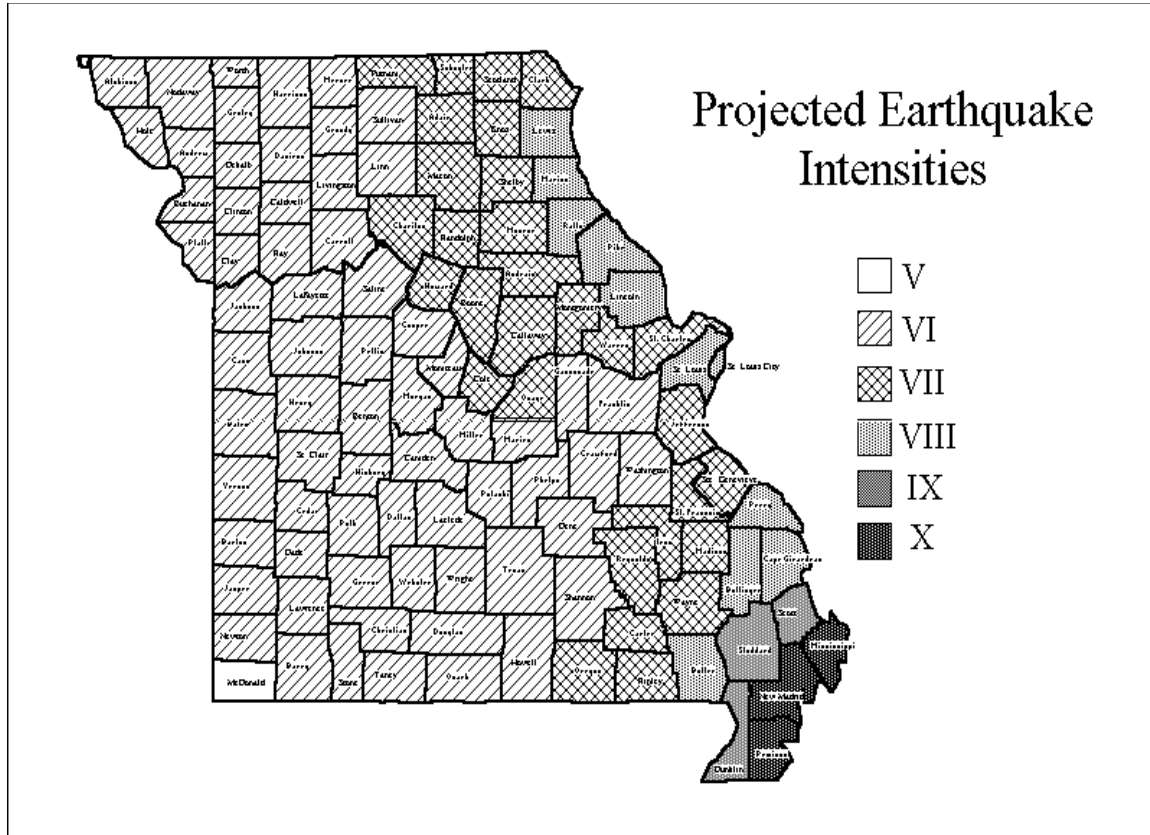 Projected Earthquake
Intensities
V
VI
VII
VIII
IX
X
Atchison
Nodaway
Worth
Harrison
Mercer
Putnam
Schuyler
Scotland
Clark
Holt
Gentry
Grundy
Sullivan
Adair
Knox
Lewis
Andrew
Dekalb
Daviess
Linn
Macon
Shelby
Marion
Buchanan
Clinton
Caldwell
Livingston
Chariton
Randolph
Monroe
Ralls
Pike
Platte
Clay
Ray
Carroll
Howard
Boone
Audrain
Lincoln
Jackson
Lafayette
Saline
Cooper
Callaway
Montgomery
Warren
St. Charles
Cass
Johnson
Pettis
Moniteau
Cole
Osage
Gasconade
Franklin
St. Louis
St. Louis City
Bates
Henry
Benton
Morgan
Miller
Maries
Jefferson
St. Clair
Hickory
Camden
Pulaski
Phelps
Crawford
Washington
Ste. Genevieve
Vernon
Cedar
Polk
Dallas
Laclede
Dent
Iron
St. Francois
Perry
Barton
Dade
Greene
Webster
Wright
Texas
Shannon
Reynolds
Madison
Bollinger
Cape Girardeau
Jasper
Lawrence
Christian
Douglas
Carter
Wayne
Stoddard
Scott
Mississippi
Newton
Barry
Stone
Taney
Ozark
Howell
Oregon
Ripley
Butler
New Madrid
McDonald
Dunklin
Pemiscot